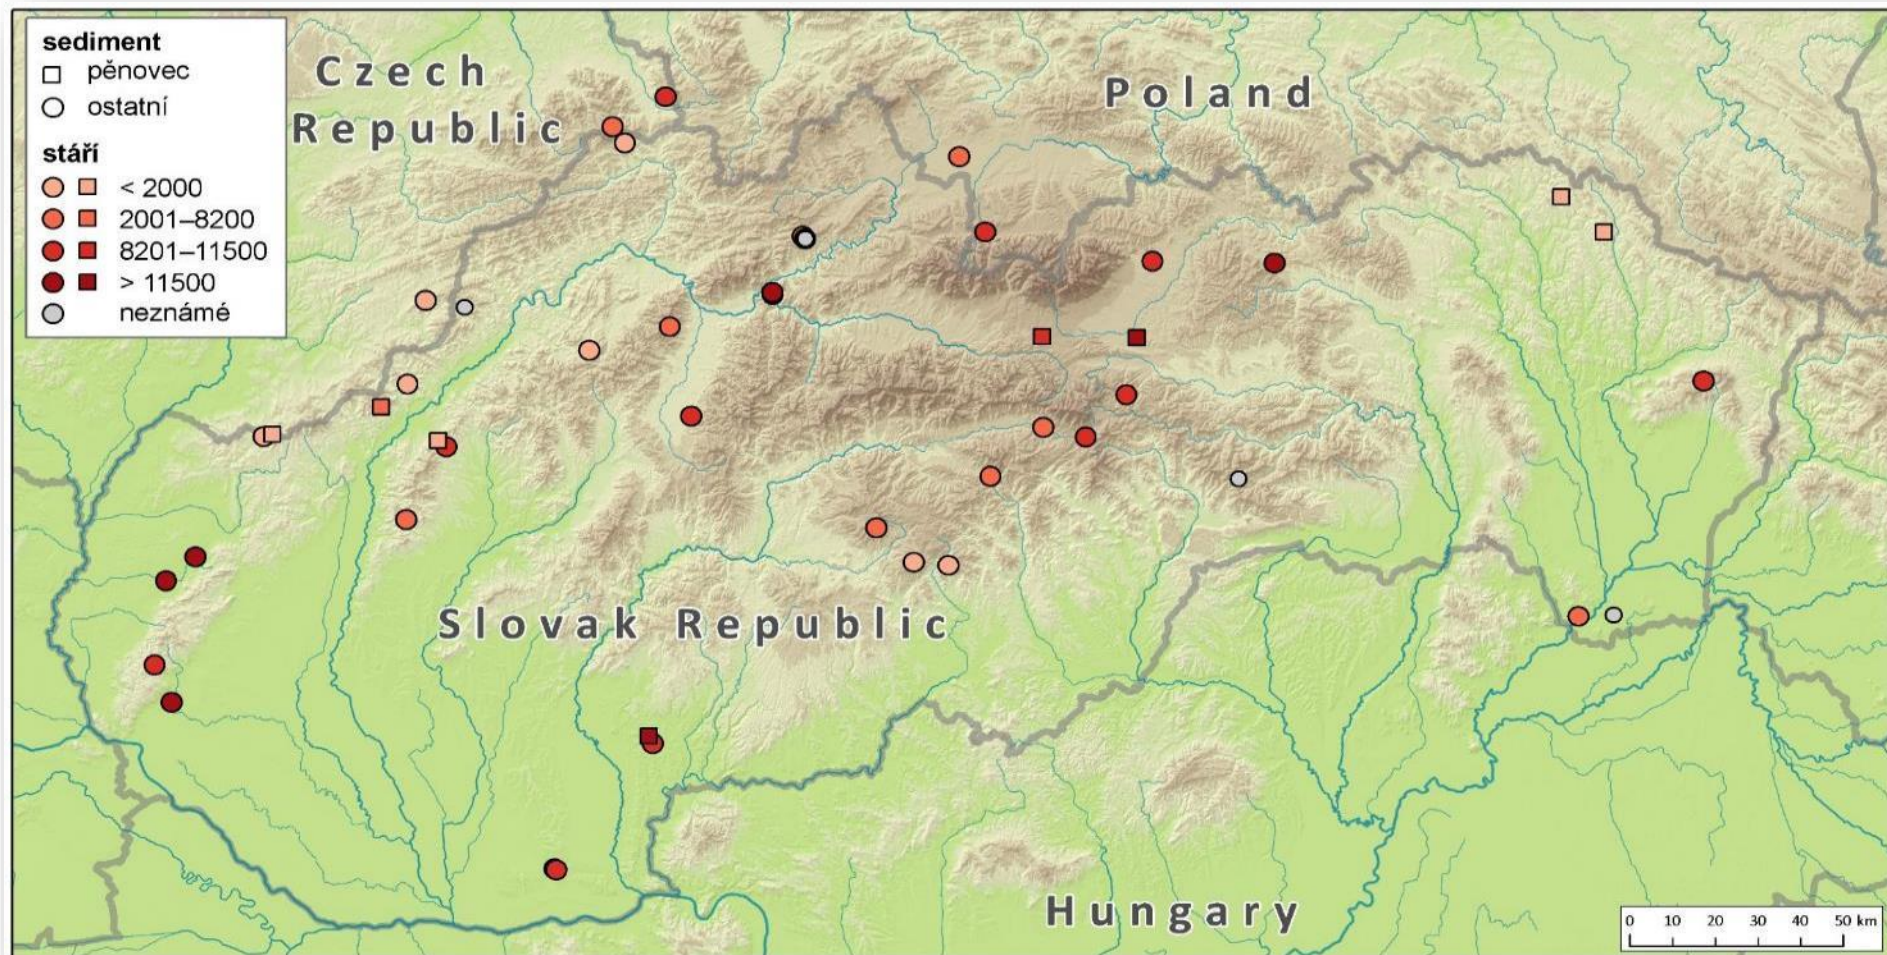 sediment
pěnovec
ostatní
stáří
< 2000
2001–8200
8201–11500
> 11500
neznámé
Czech
Republic
Poland
Slovak Republic
Hungary
0 10 20 30 40 50 km